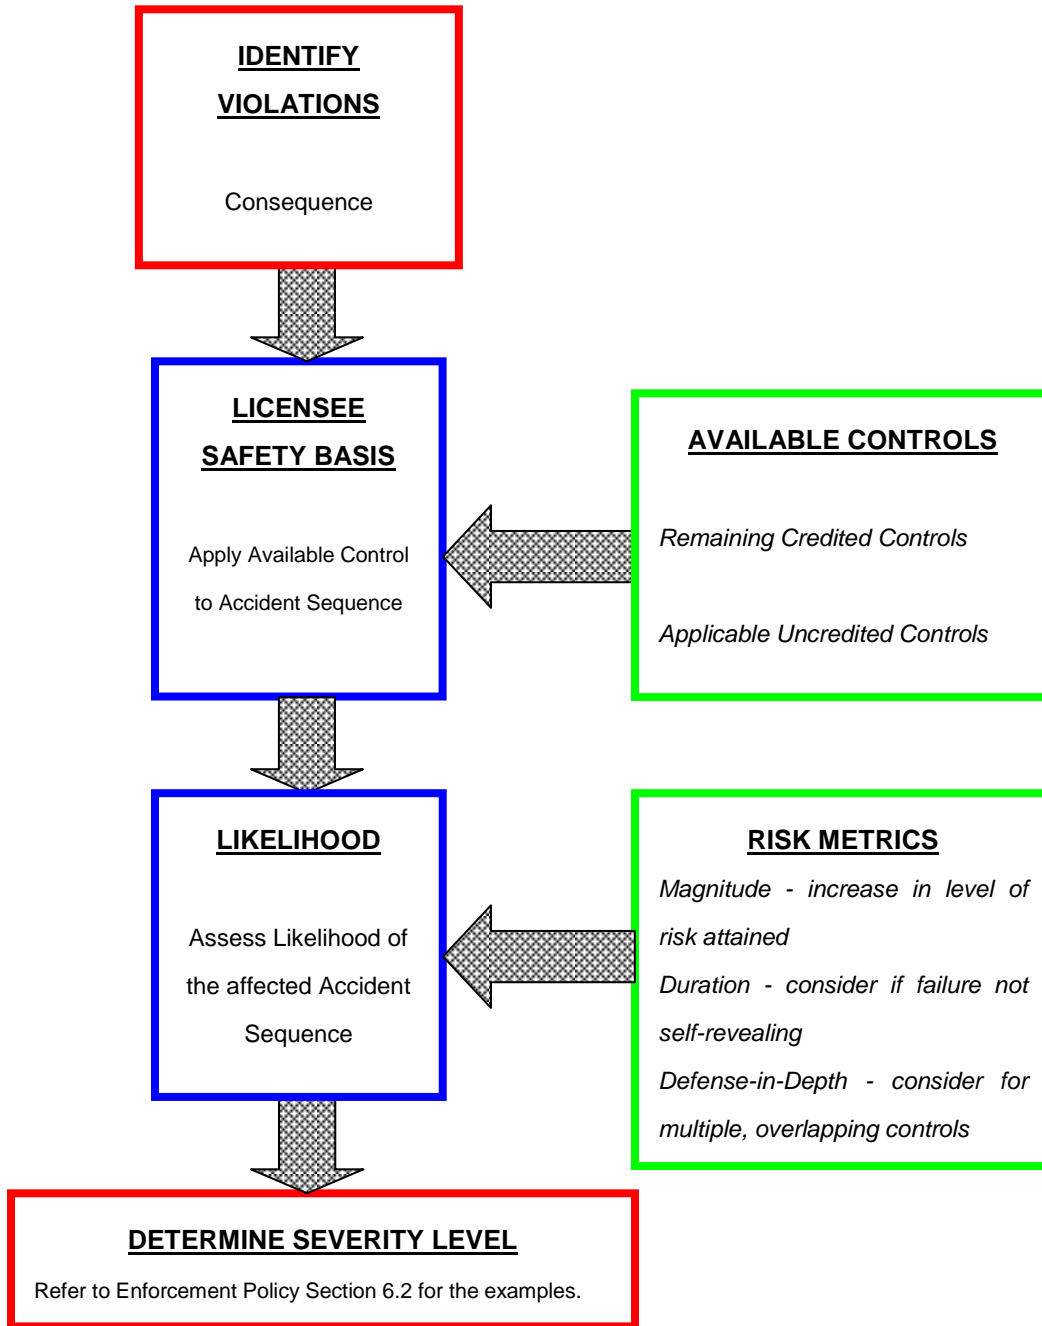 IDENTIFY
VIOLATIONS
Consequence
LICENSEE
SAFETY BASIS
Apply Available Control
to Accident Sequence
AVAILABLE CONTROLS
Remaining Credited Controls
Applicable Uncredited Controls
LIKELIHOOD
Assess Likelihood of
the affected Accident
Sequence
RISK METRICS
Magnitude - increase in level of
risk attained
Duration - consider if failure not
self-revealing
Defense-in-Depth - consider for
multiple, overlapping controls
DETERMINE SEVERITY LEVEL
Refer to Enforcement Policy Section 6.2 for the examples.